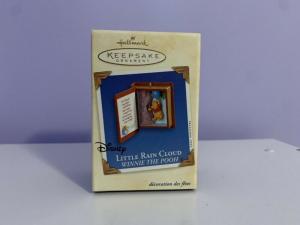 Hallmark
KEEPSAKE
ORNAMENT
Disney
LITTLE RAIN CLOUD
WINNIE THE POOH
décoration des fêtes